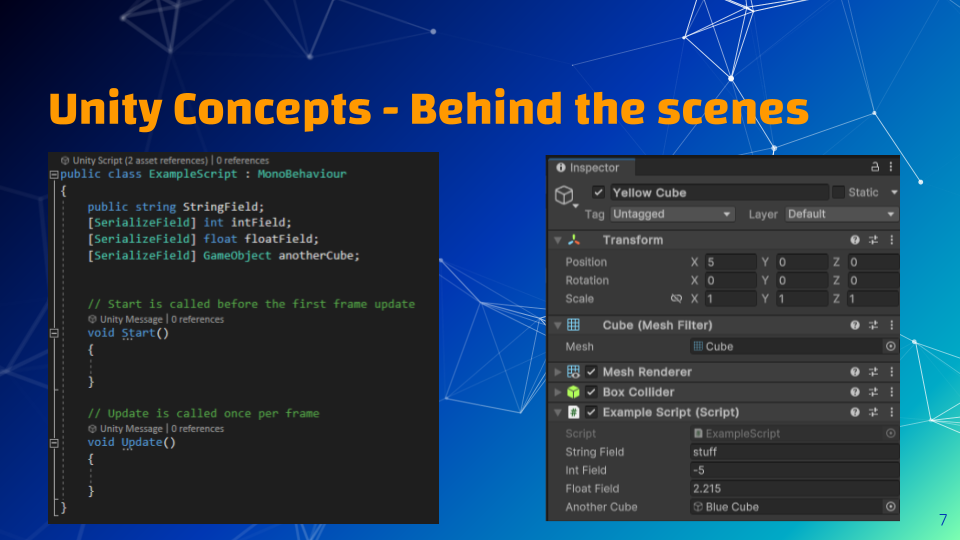 Unity Concepts - Behind the scenes
Unity Script (2 asset references) | 0 references
public class ExampleScript : MonoBehaviour
{
public string StringField;
[SerializeField] int intField;
[SerializeField] float floatField;
[SerializeField] GameObject anotherCube;
// Start is called before the first frame update
Unity Message | 0 references
void Start()
{
}
// Update is called once per frame
Unity Message | 0 references
void Update()
{
}
}
Inspector
Yellow Cube Static
Tag Untagged Layer Default
Transform
Position X 5 Y 0 Z 0
Rotation X 0 Y 0 Z 0
Scale X 1 Y 1 Z 1
Cube (Mesh Filter)
Mesh Cube
Mesh Renderer
Box Collider
# Example Script (Script)
Script ExampleScript
String Field stuff
Int Field -5
Float Field 2.215
Another Cube Blue Cube
7